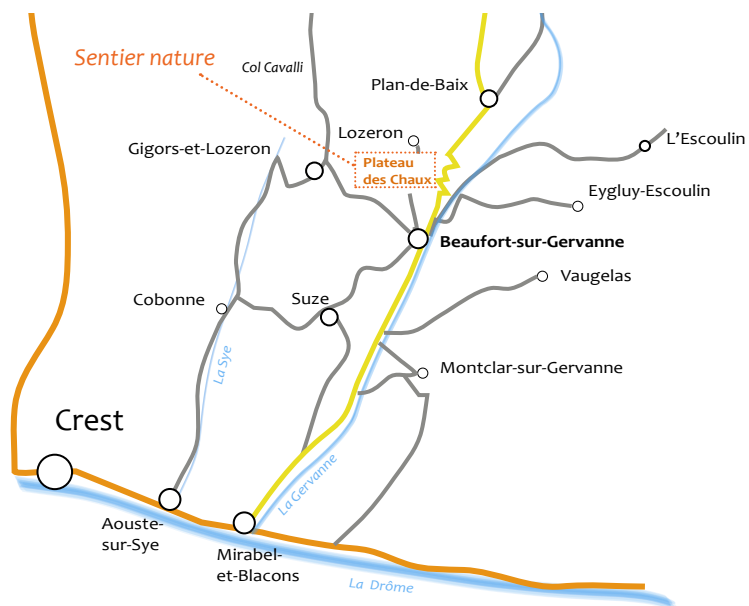 Sentier nature
Col Cavalli
Plan-de-Baix
Lozeron
L'Escoulin
Gigors-et-Lozeron
Plateau
des Chaux
Eygluy-Escoulin
Beaufort-sur-Gervanne
Vaugelas
Cobonne
Suze
La Sye
Montclar-sur-Gervanne
Crest
La Gervanne
Aouste-
sur-Sye
Mirabel-
et-Blacons
La Drôme